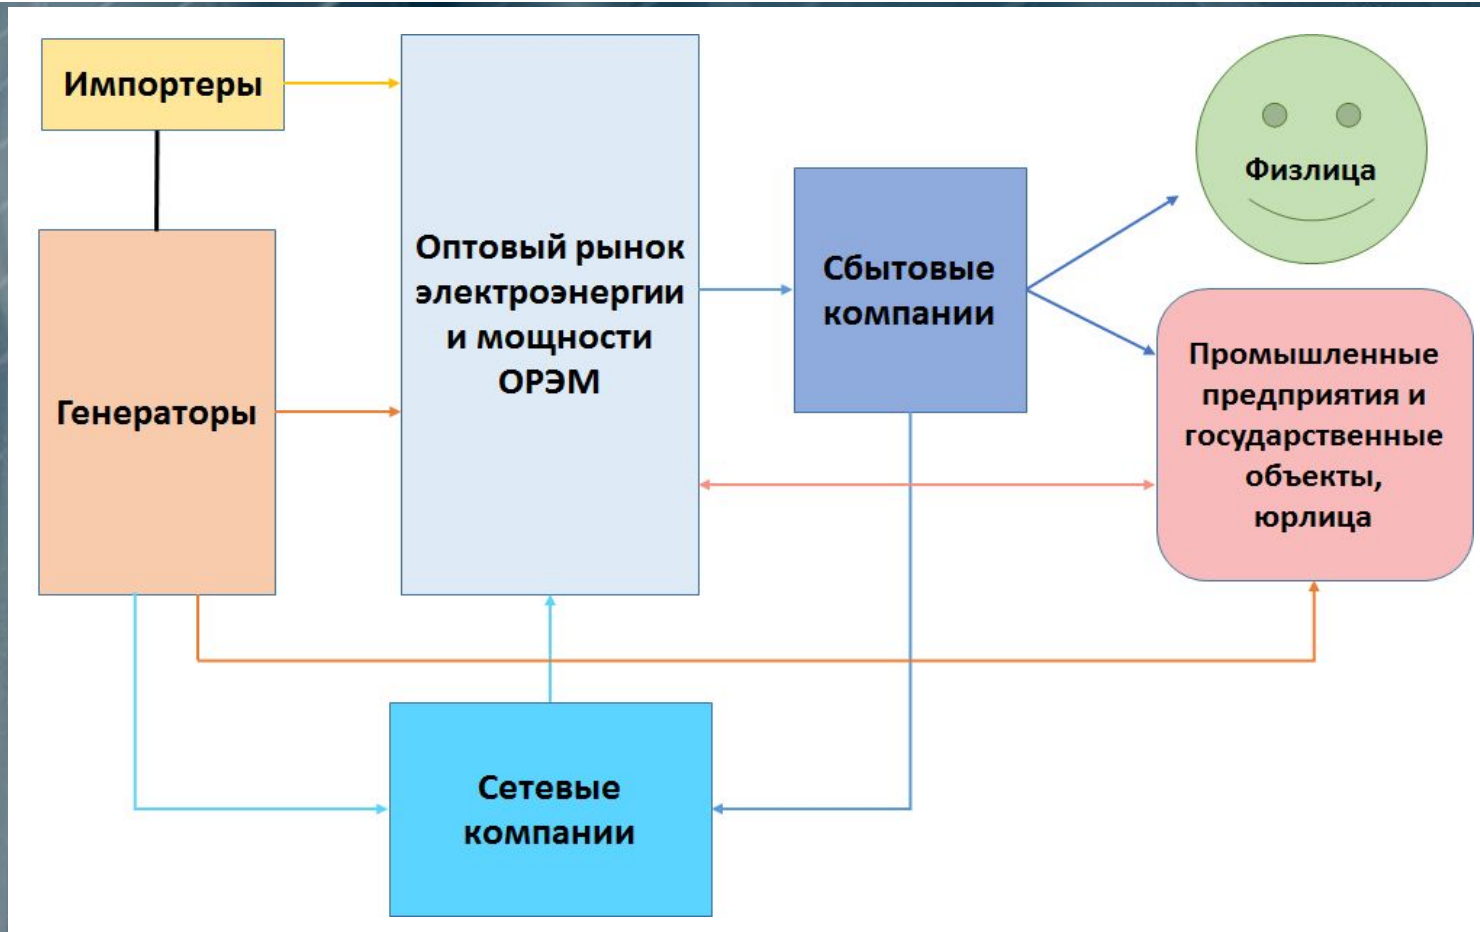 Импортеры
Генераторы
Оптовый рынок
электроэнергии
и мощности
ОРЭМ
Сбытовые
компании
Физлица
Промышленные
предприятия и
государственные
объекты,
юрлица
Сетевые
компании